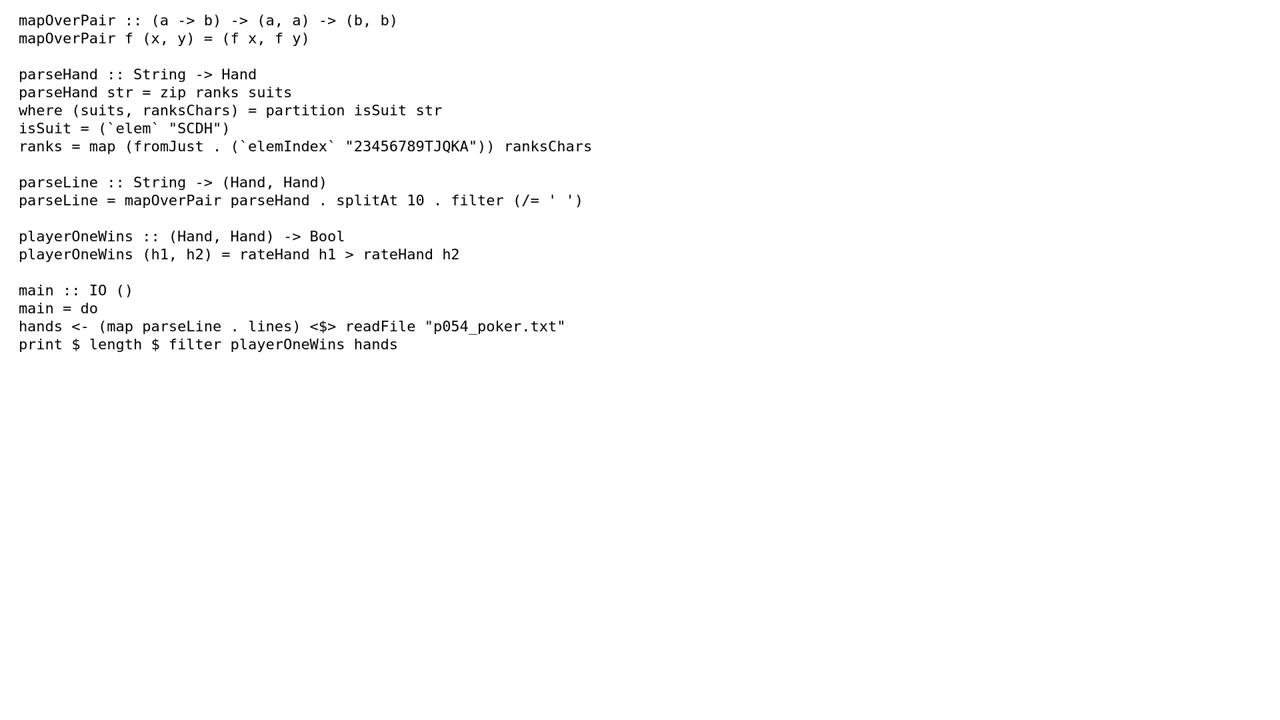 mapOverPair :: (a -> b) -> (a, a) -> (b, b)
mapOverPair f (x, y) = (f x, f y)

parseHand :: String -> Hand
parseHand str = zip ranks suits
where (suits, ranksChars) = partition isSuit str
isSuit = (`elem` "SCDH")
ranks = map (fromJust . (`elemIndex` "23456789TJQKA")) ranksChars

parseLine :: String -> (Hand, Hand)
parseLine = mapOverPair parseHand . splitAt 10 . filter (/= ' ')

playerOneWins :: (Hand, Hand) -> Bool
playerOneWins (h1, h2) = rateHand h1 > rateHand h2

main :: IO ()
main = do
hands <- (map parseLine . lines) <$> readFile "p054_poker.txt"
print $ length $ filter playerOneWins hands